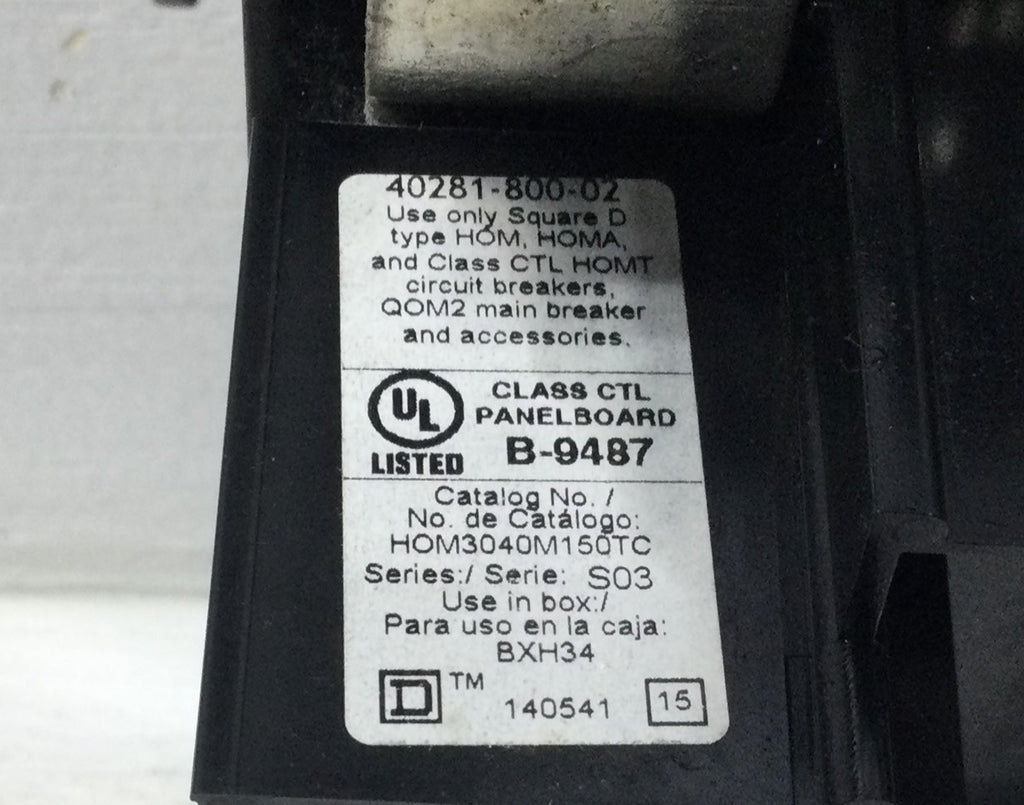 40281-800-02
Use only Square D
type HOM, HOMA,
and Class CTL HOMT
circuit breakers,
QOM2 main breaker
and accessories.
UL
LISTED
CLASS CTL
PANELBOARD
B-9487
Catalog No. /
No. de Catálogo:
HOM3040M150TC
Series:/ Serie: S03
Use in box:/
Para uso en la caja:
BXH34
D TM 140541 15